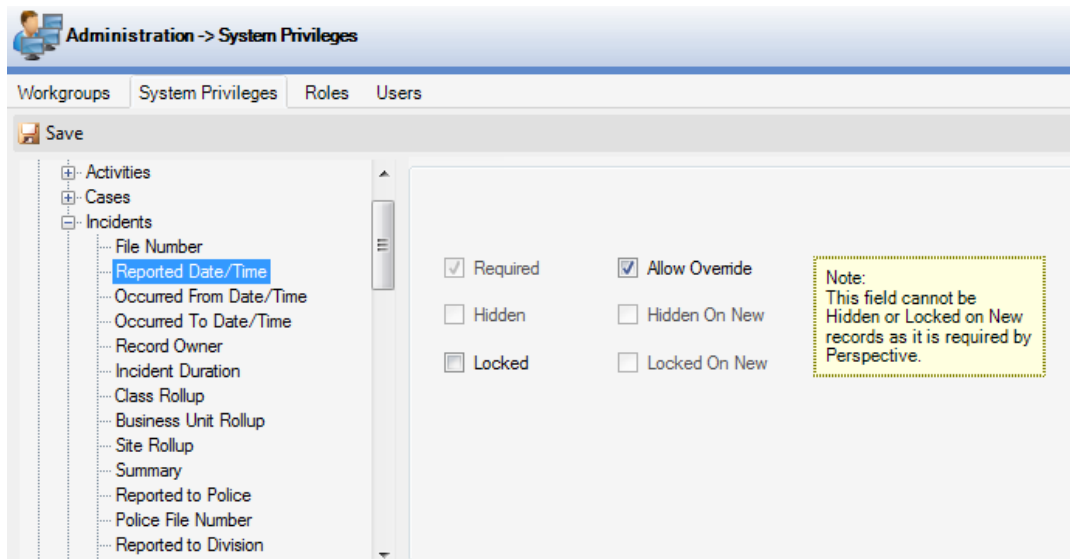 Administration -> System Privileges
Workgroups System Privileges Roles Users
Save
Activities
Cases
Incidents
File Number
Reported Date/Time
Occurred From Date/Time
Occurred To Date/Time
Record Owner
Incident Duration
Class Rollup
Business Unit Rollup
Site Rollup
Summary
Reported to Police
Police File Number
Reported to Division
Required Allow Override
Hidden Hidden On New
Locked Locked On New
Note:
This field cannot be
Hidden or Locked on New
records as it is required by
Perspective.